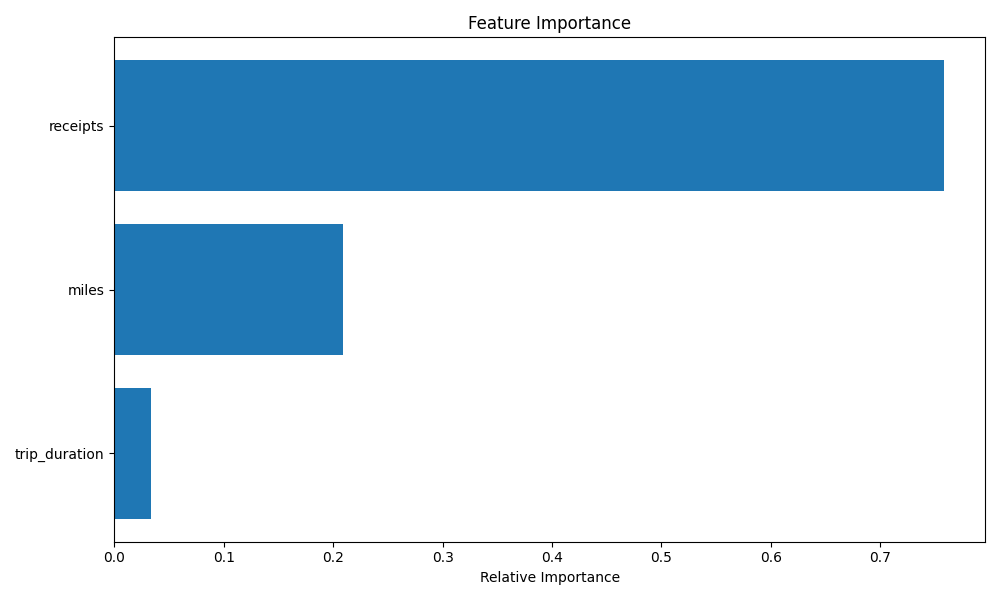 Feature Importance
receipts
miles
trip_duration
0.0 0.1 0.2 0.3 0.4 0.5 0.6 0.7
Relative Importance